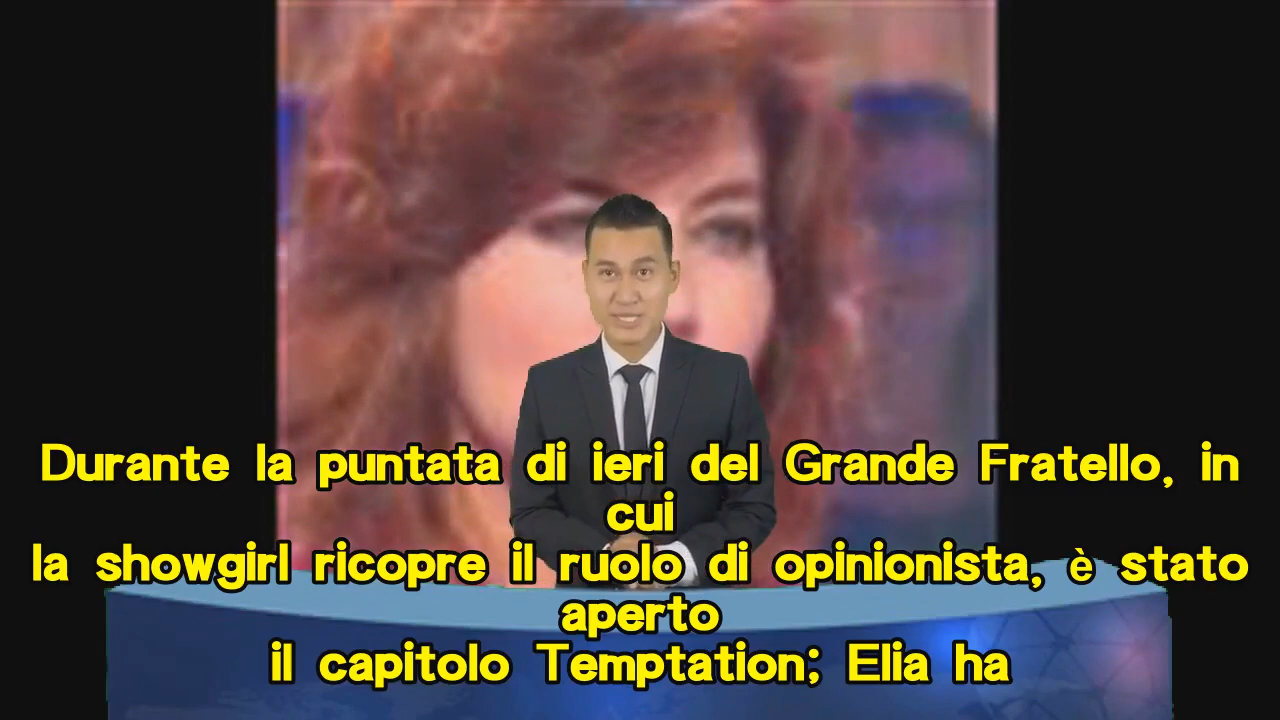 Durante la puntata di ieri del Grande Fratello, in
cui
la showgirl ricopre il ruolo di opinionista, è stato
aperto
il capitolo Temptation; Elia ha